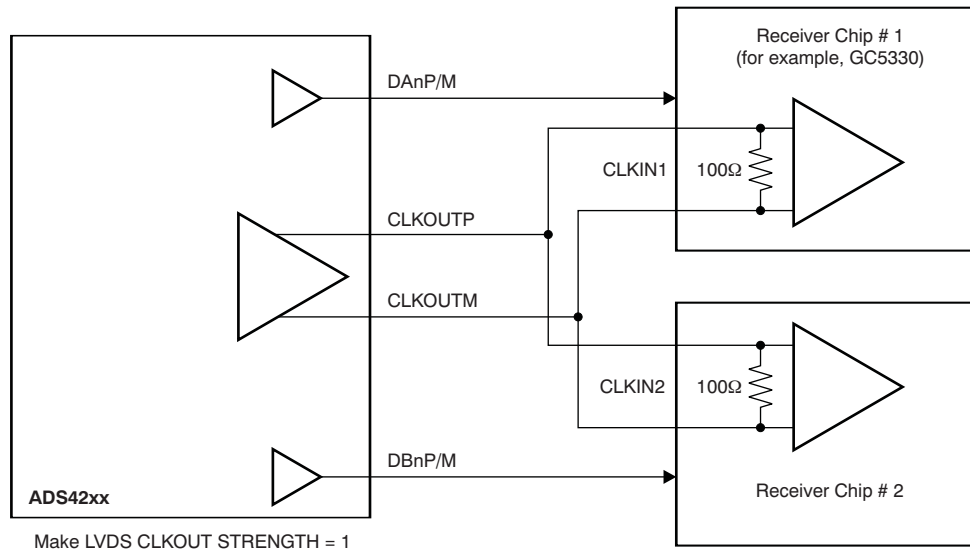 Receiver Chip # 1
(for example, GC5330)
DAnP/M
CLKIN1
100Ω
CLKOUTP
CLKOUTM
CLKIN2
100Ω
DBnP/M
ADS42xx
Receiver Chip # 2
Make LVDS CLKOUT STRENGTH = 1